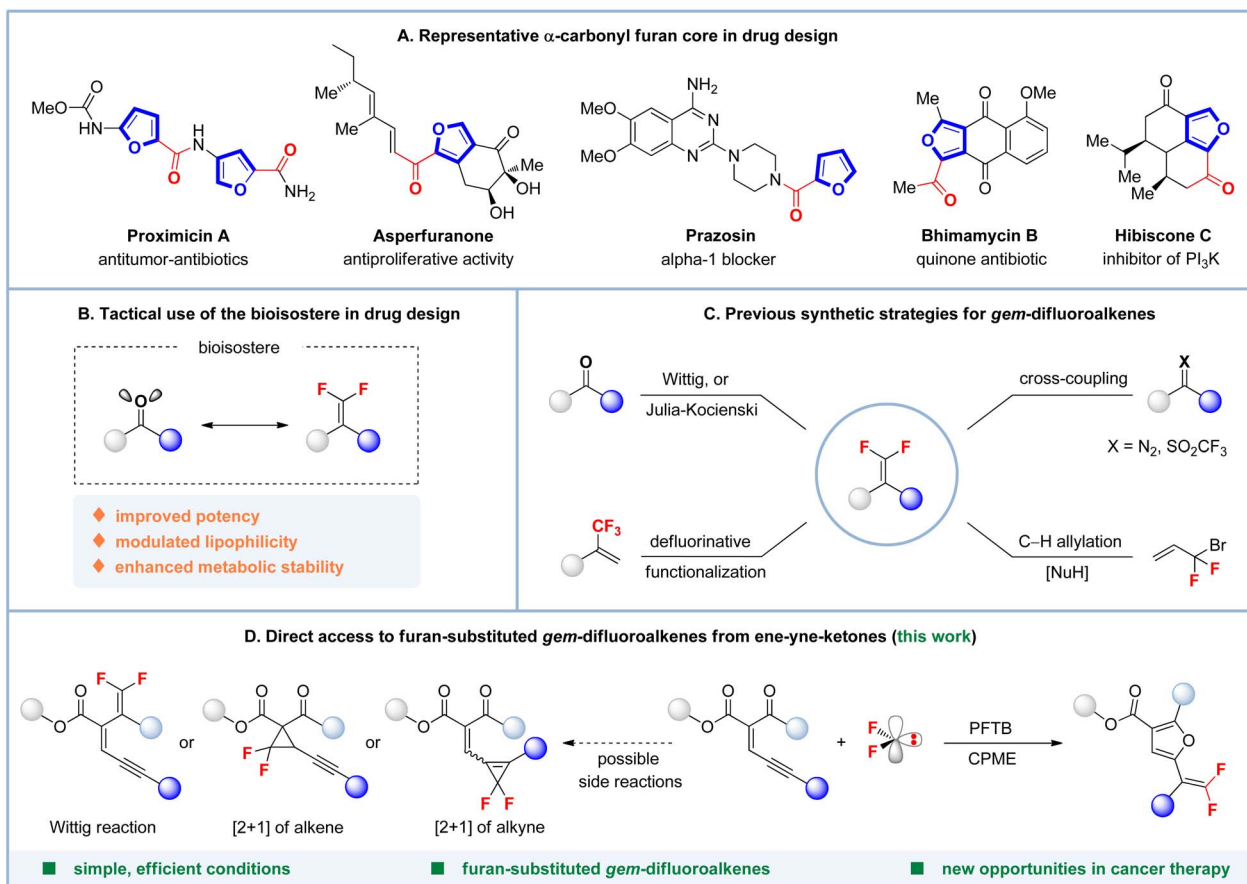 A. Representative α-carbonyl furan core in drug design
MeO
O
HN
O
O
H
N
O
O
NH₂
Me
Me
O
O
O
Me
OH
OH
NH₂
MeO
MeO
N
N
N
N
O
O
Me
O
OMe
O
O
Me
O
O
O
Me
Me
Me
O
Proximicin A
antitumor-antibiotics
Asperfuranone
antiproliferative activity
Prazosin
alpha-1 blocker
Bhimamycin B
quinone antibiotic
Hibiscone C
inhibitor of PI₃K
B. Tactical use of the bioisostere in drug design
bioisostere
O
F F
improved potency
modulated lipophilicity
enhanced metabolic stability
C. Previous synthetic strategies for gem-difluoroalkenes
O
Wittig, or
Julia-Kocienski
cross-coupling
X
X = N₂, SO₂CF₃
F F
CF₃
defluorinative
functionalization
C–H allylation
[NuH]
Br
F
F
D. Direct access to furan-substituted gem-difluoroalkenes from ene-yne-ketones (this work)
O
O
F F
Wittig reaction
or
O
O
O
F
F
[2+1] of alkene
or
O
O
O
F F
[2+1] of alkyne
possible
side reactions
O
O
O
+
F
F
PFTB
CPME
O
O
O
F
F
simple, efficient conditions
furan-substituted gem-difluoroalkenes
new opportunities in cancer therapy